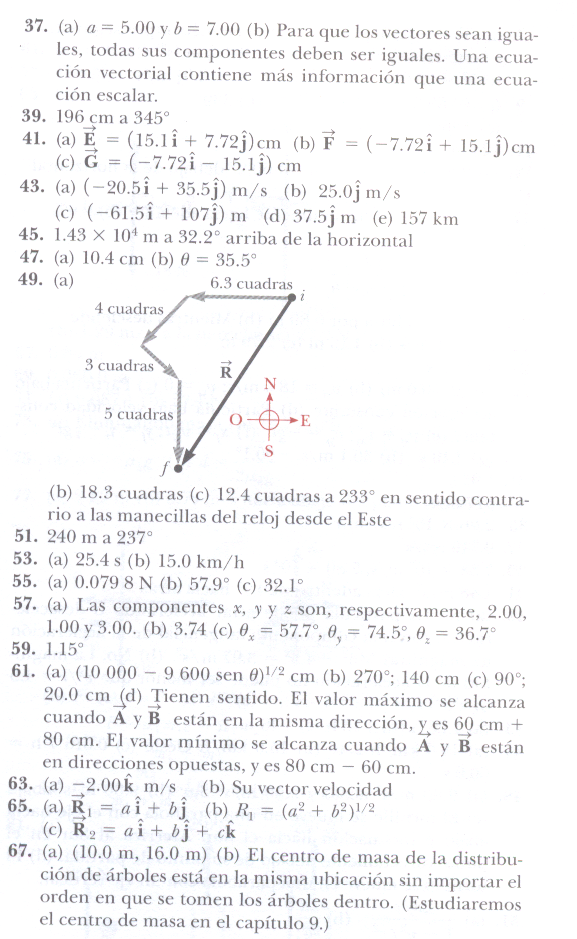 37. (a) a = 5.00 y b = 7.00 (b) Para que los vectores sean igua-
les, todas sus componentes deben ser iguales. Una ecua-
ción vectorial contiene más información que una ecua-
ción escalar.
39. 196 cm a 345°
41. (a) E⃗ = (15.1î + 7.72ĵ)cm (b) F⃗ = (−7.72î + 15.1ĵ)cm
(c) G⃗ = (−7.72î − 15.1ĵ) cm
43. (a) (−20.5î + 35.5ĵ) m/s (b) 25.0ĵ m/s
(c) (−61.5î + 107ĵ) m (d) 37.5ĵ m (e) 157 km
45. 1.43 × 10⁴ m a 32.2° arriba de la horizontal
47. (a) 10.4 cm (b) θ = 35.5°
49. (a)
6.3 cuadras
i
4 cuadras
3 cuadras
R⃗
N
5 cuadras
O
E
S
f
(b) 18.3 cuadras (c) 12.4 cuadras a 233° en sentido contra-
rio a las manecillas del reloj desde el Este
51. 240 m a 237°
53. (a) 25.4 s (b) 15.0 km/h
55. (a) 0.079 8 N (b) 57.9° (c) 32.1°
57. (a) Las componentes x, y y z son, respectivamente, 2.00,
1.00 y 3.00. (b) 3.74 (c) θx = 57.7°, θy = 74.5°, θz = 36.7°
59. 1.15°
61. (a) (10 000 − 9 600 sen θ)^1/2 cm (b) 270°; 140 cm (c) 90°;
20.0 cm (d) Tienen sentido. El valor máximo se alcanza
cuando A⃗ y B⃗ están en la misma dirección, y es 60 cm +
80 cm. El valor mínimo se alcanza cuando A⃗ y B⃗ están
en direcciones opuestas, y es 80 cm − 60 cm.
63. (a) −2.00k̂ m/s (b) Su vector velocidad
65. (a) R⃗₁ = aî + bĵ (b) R₁ = (a² + b²)^1/2
(c) R⃗₂ = aî + bĵ + ck̂
67. (a) (10.0 m, 16.0 m) (b) El centro de masa de la distribu-
ción de árboles está en la misma ubicación sin importar el
orden en que se tomen los árboles dentro. (Estudiaremos
el centro de masa en el capítulo 9.)